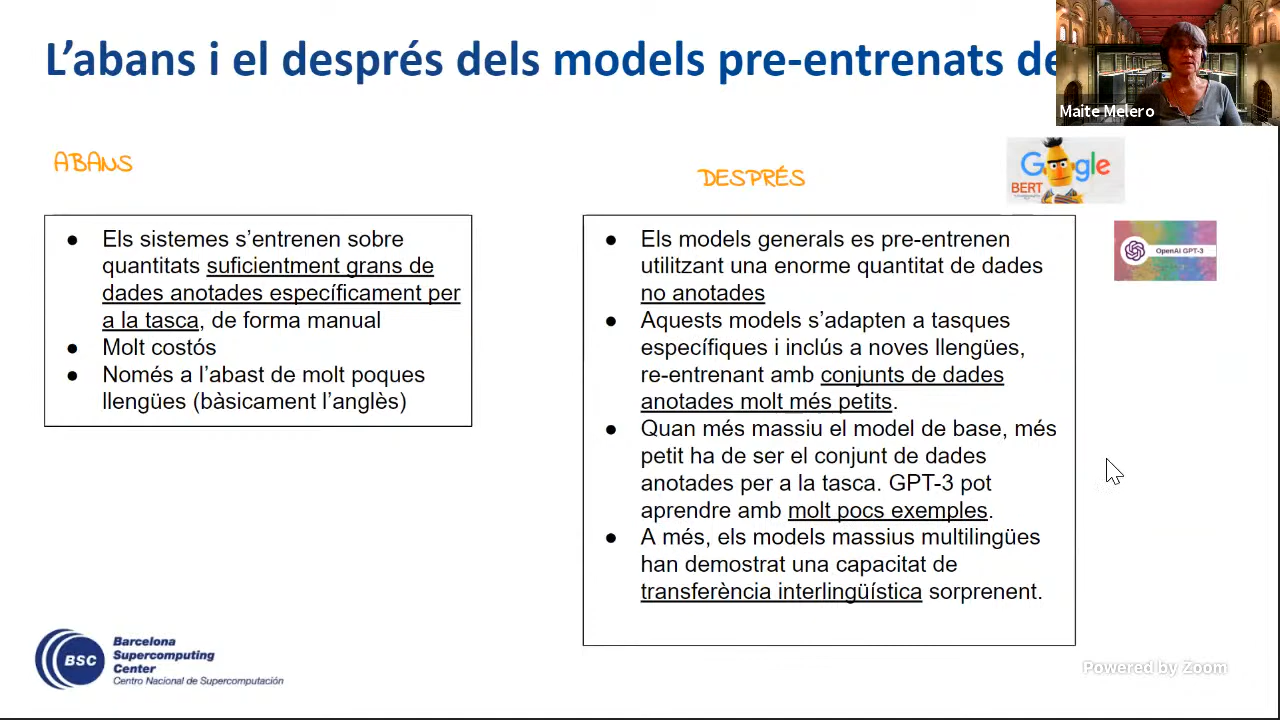 L'abans i el després dels models pre-entrenats de
Maite Melero
ABANS
DESPRÉS
Google
BERT
OpenAI GPT-3
● Els sistemes s'entrenen sobre
quantitats suficientment grans de
dades anotades específicament per
a la tasca, de forma manual
● Molt costós
● Només a l'abast de molt poques
llengües (bàsicament l'anglès)
● Els models generals es pre-entrenen
utilitzant una enorme quantitat de dades
no anotades
● Aquests models s'adapten a tasques
específiques i inclús a noves llengües,
re-entrenant amb conjunts de dades
anotades molt més petits.
● Quan més massiu el model de base, més
petit ha de ser el conjunt de dades
anotades per a la tasca. GPT-3 pot
aprendre amb molt pocs exemples.
● A més, els models massius multilingües
han demostrat una capacitat de
transferència interlingüística sorprenent.
BSC
Barcelona
Supercomputing
Center
Centro Nacional de Supercomputación
Powered by Zoom